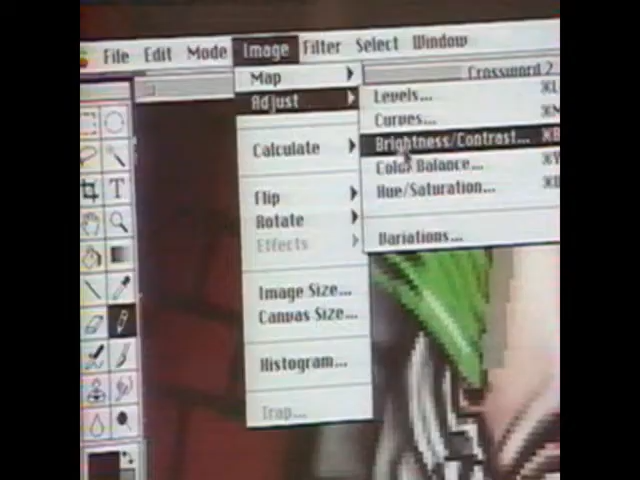 File Edit Mode Image Filter Select Window
Crossword 2
Map
Adjust
Calculate
Flip
Rotate
Effects
Image Size...
Canvas Size...
Histogram...
Trap...
Levels... ⌘L
Curves... ⌘M
Brightness/Contrast... ⌘B
Color Balance... ⌘Y
Hue/Saturation... ⌘U
Variations...
T